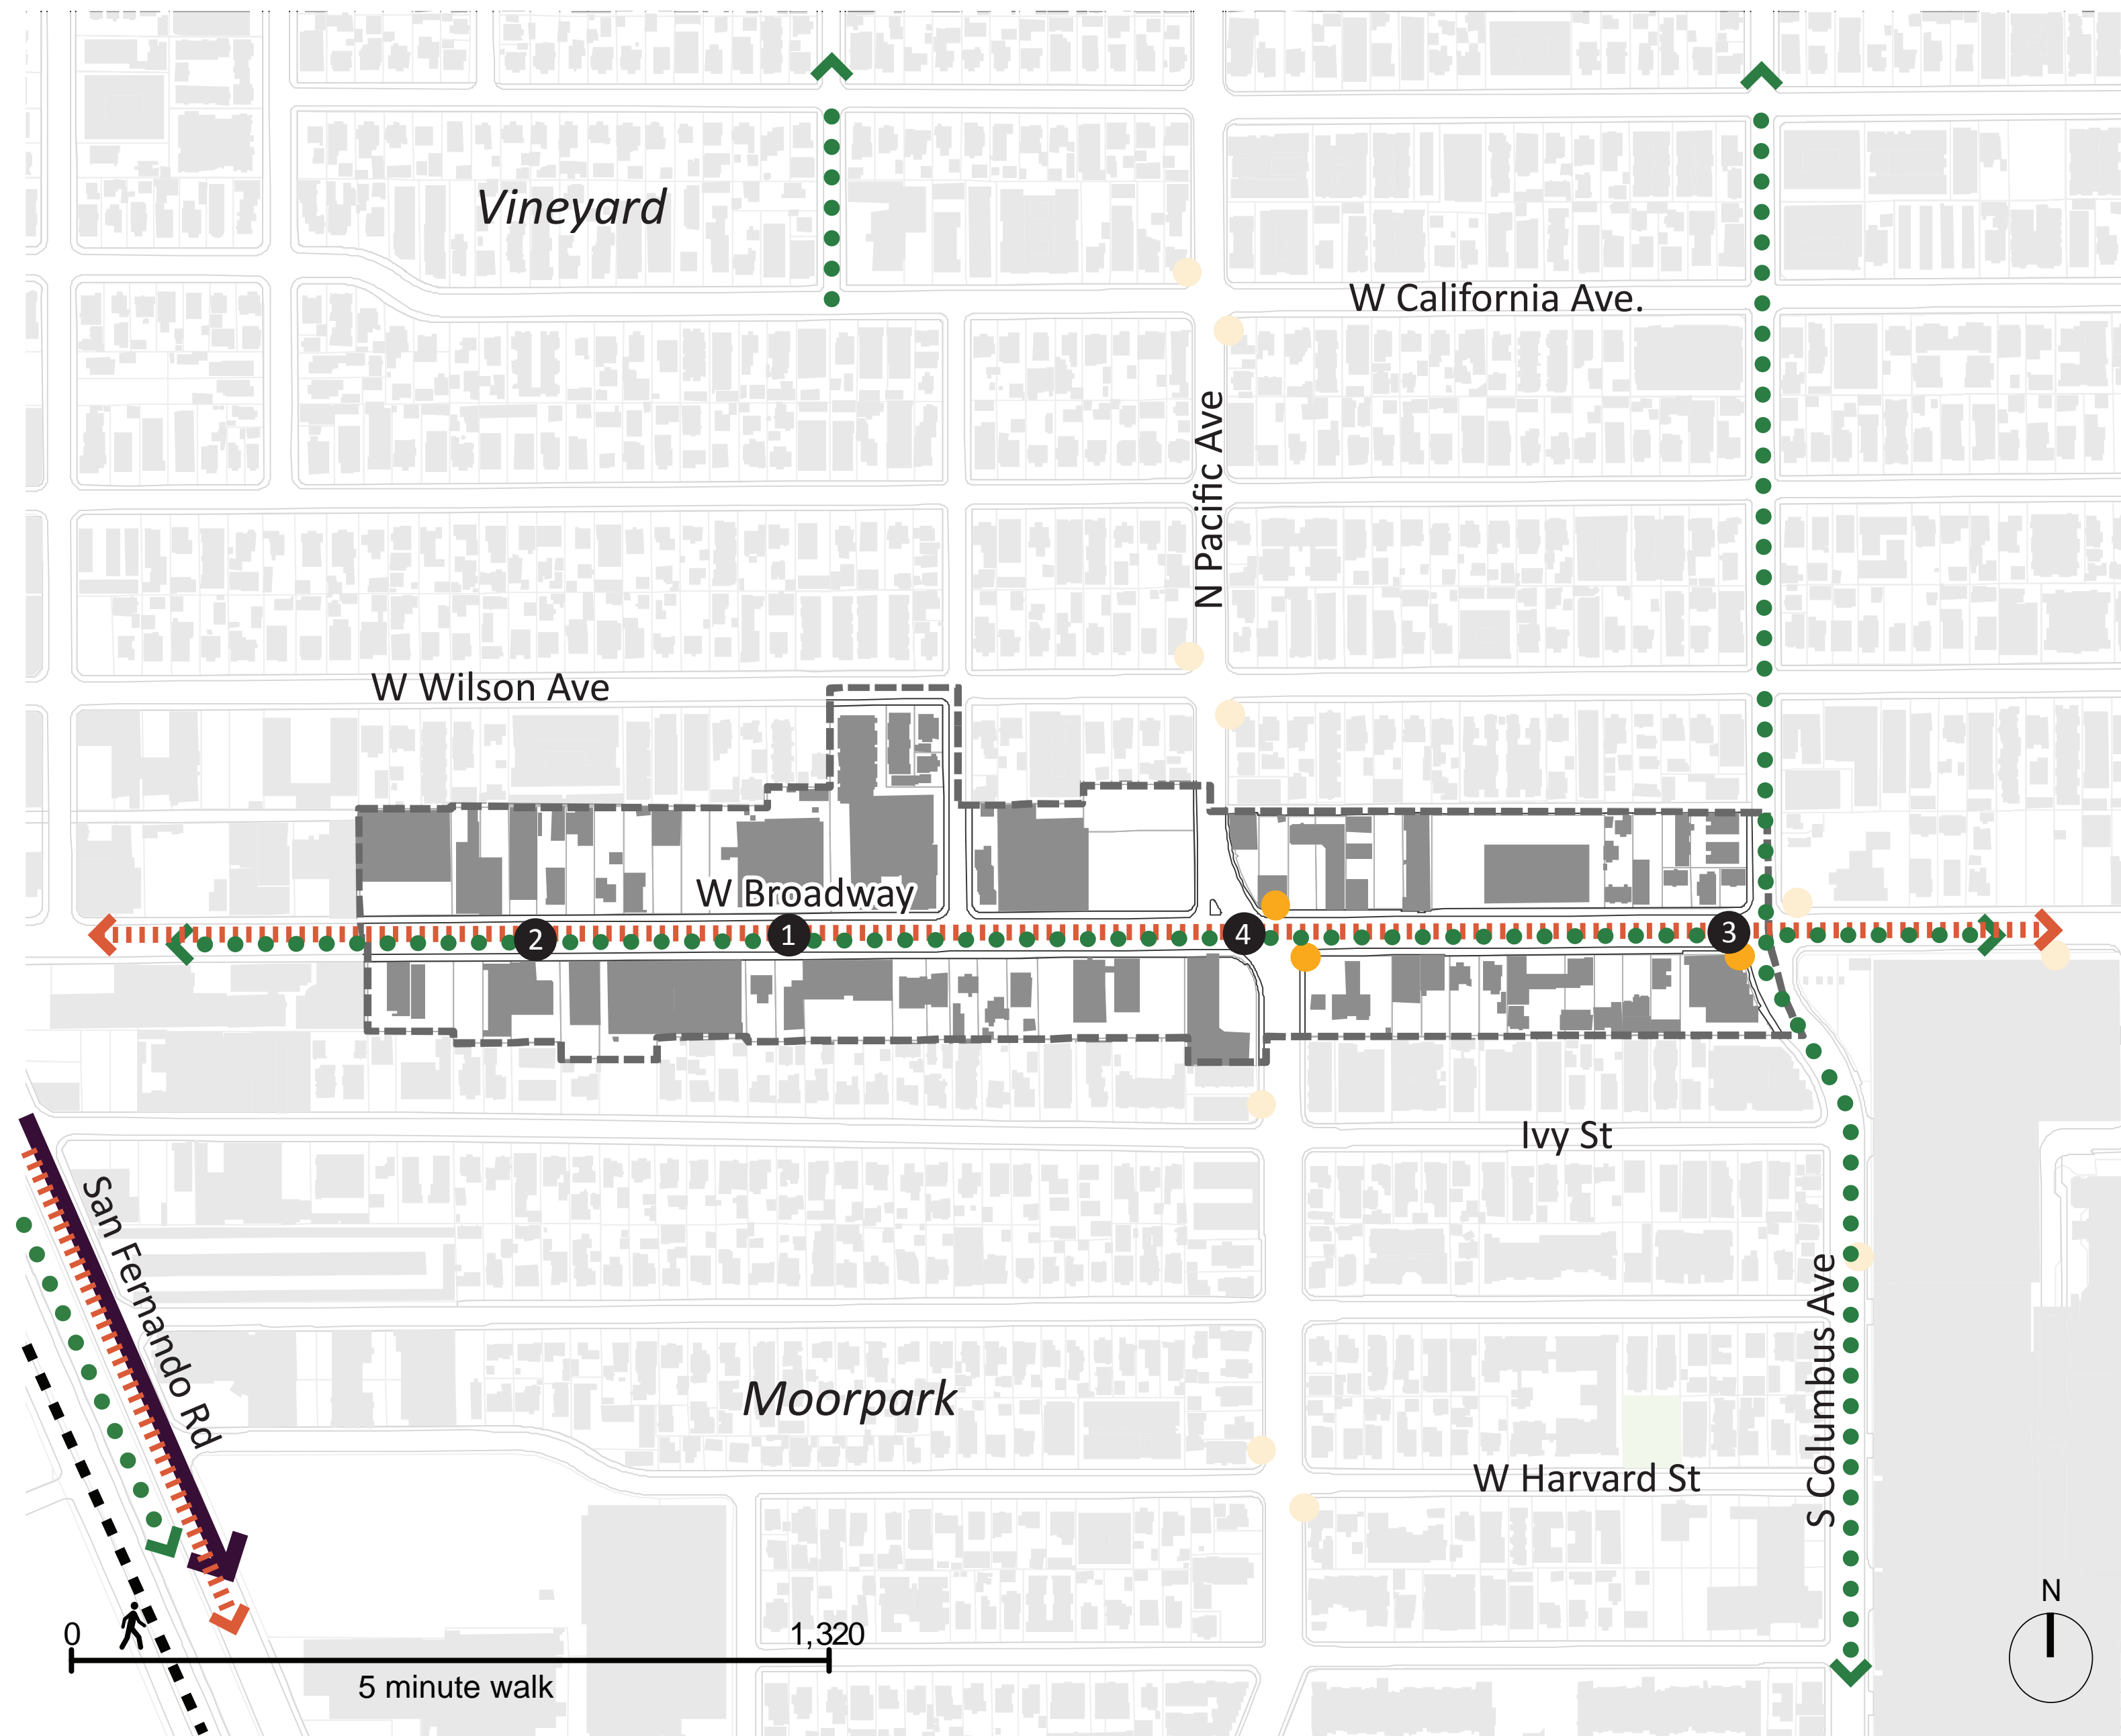 Vineyard
W California Ave.
N Pacific Ave
W Wilson Ave
W Broadway
2
1
4
3
Ivy St
San Fernando Rd
S Columbus Ave
Moorpark
W Harvard St
N
0
1,320
5 minute walk